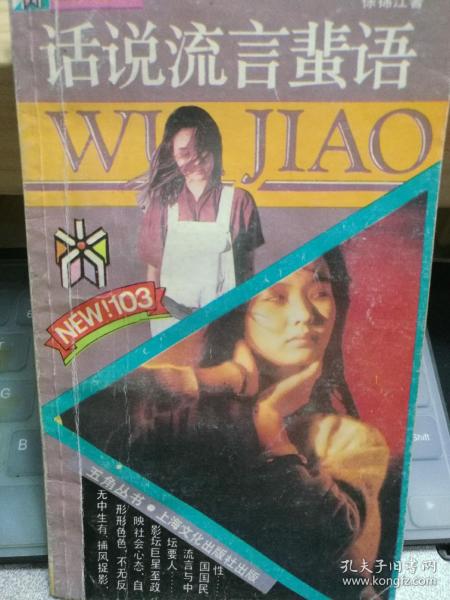 徐锦江著
话说流言蜚语
WU JIAO
NEW! 103
五角丛书·上海文化出版社出版
无中生有、捕风捉影、
形形色色，不无反
映社会心态。自
影坛巨星至政
坛要人……
流言与中
国国民
性……
B
Shift
孔夫子旧书网